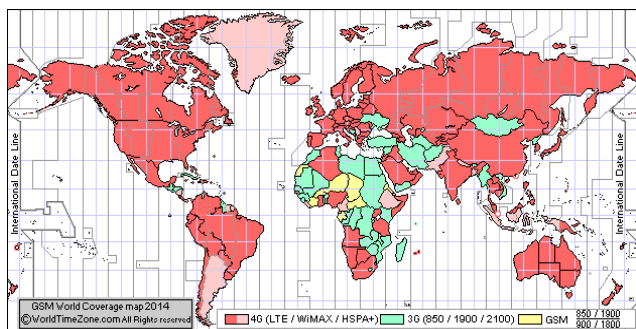 International Date Line
International Date Line
GSM World Coverage map 2014
©WorldTimeZone.com All Rights reserved
4G (LTE / WiMAX / HSPA+)
3G (850 / 1900 / 2100)
GSM
850 / 1900
900 / 1800